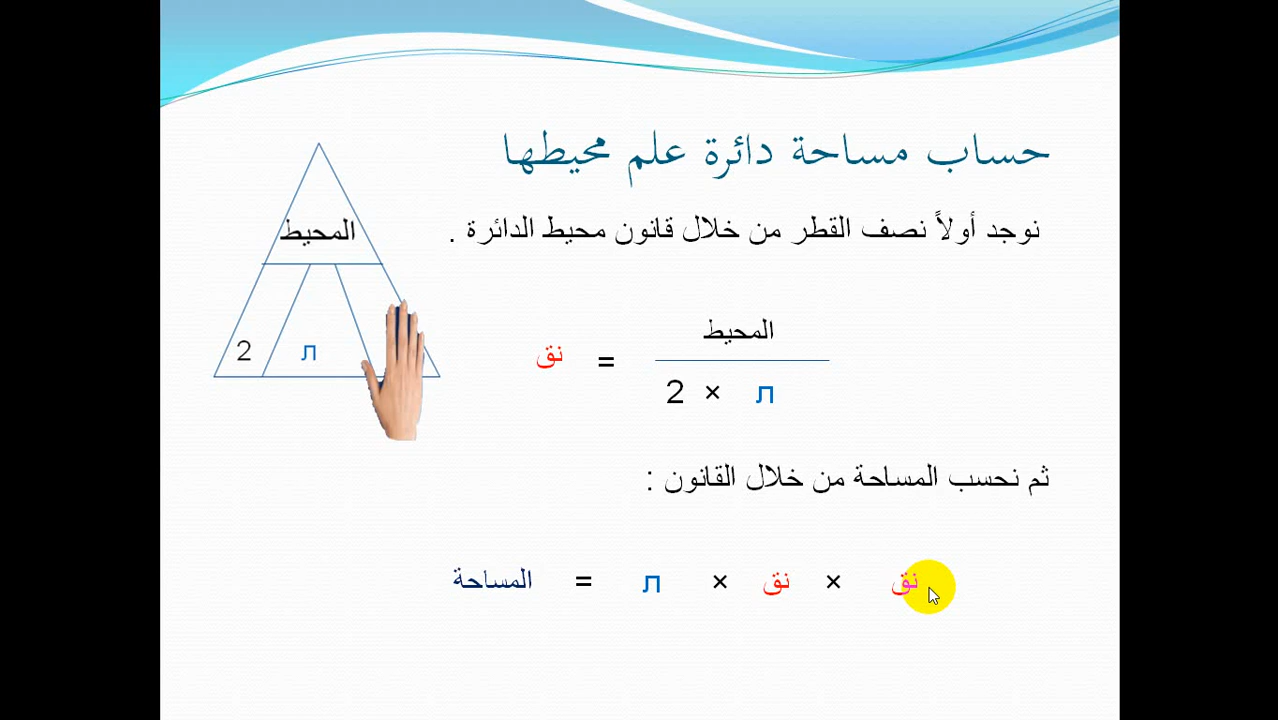 حساب مساحة دائرة علم محيطها
نوجد أولاً نصف القطر من خلال قانون محيط الدائرة .
المحيط
2 л
المحيط
نق =
2 × л
ثم نحسب المساحة من خلال القانون :
المساحة = л × نق × نق